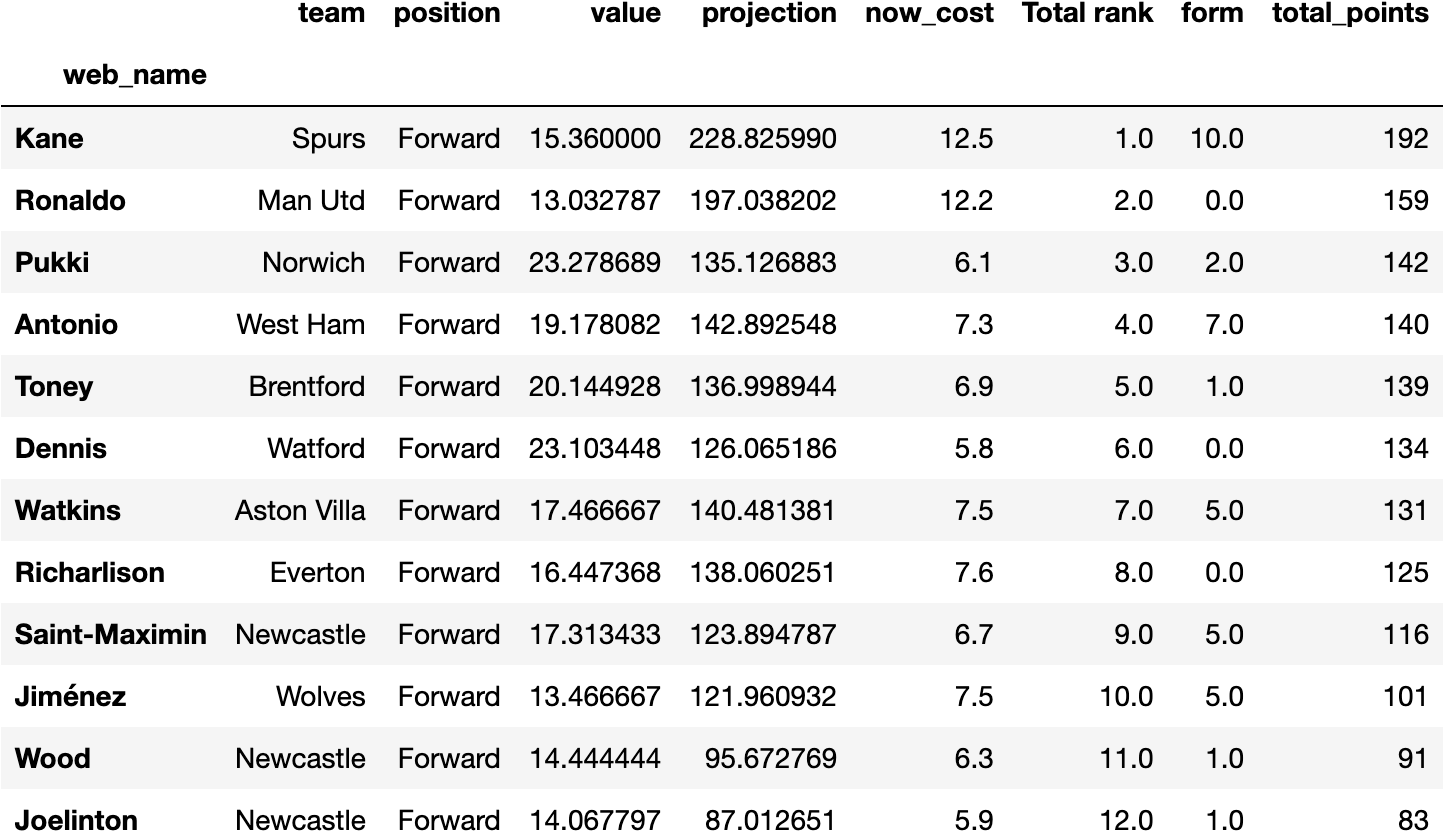 team position value projection now_cost Total rank form total_points
web_name
Kane Spurs Forward 15.360000 228.825990 12.5 1.0 10.0 192
Ronaldo Man Utd Forward 13.032787 197.038202 12.2 2.0 0.0 159
Pukki Norwich Forward 23.278689 135.126883 6.1 3.0 2.0 142
Antonio West Ham Forward 19.178082 142.892548 7.3 4.0 7.0 140
Toney Brentford Forward 20.144928 136.998944 6.9 5.0 1.0 139
Dennis Watford Forward 23.103448 126.065186 5.8 6.0 0.0 134
Watkins Aston Villa Forward 17.466667 140.481381 7.5 7.0 5.0 131
Richarlison Everton Forward 16.447368 138.060251 7.6 8.0 0.0 125
Saint-Maximin Newcastle Forward 17.313433 123.894787 6.7 9.0 5.0 116
Jiménez Wolves Forward 13.466667 121.960932 7.5 10.0 5.0 101
Wood Newcastle Forward 14.444444 95.672769 6.3 11.0 1.0 91
Joelinton Newcastle Forward 14.067797 87.012651 5.9 12.0 1.0 83